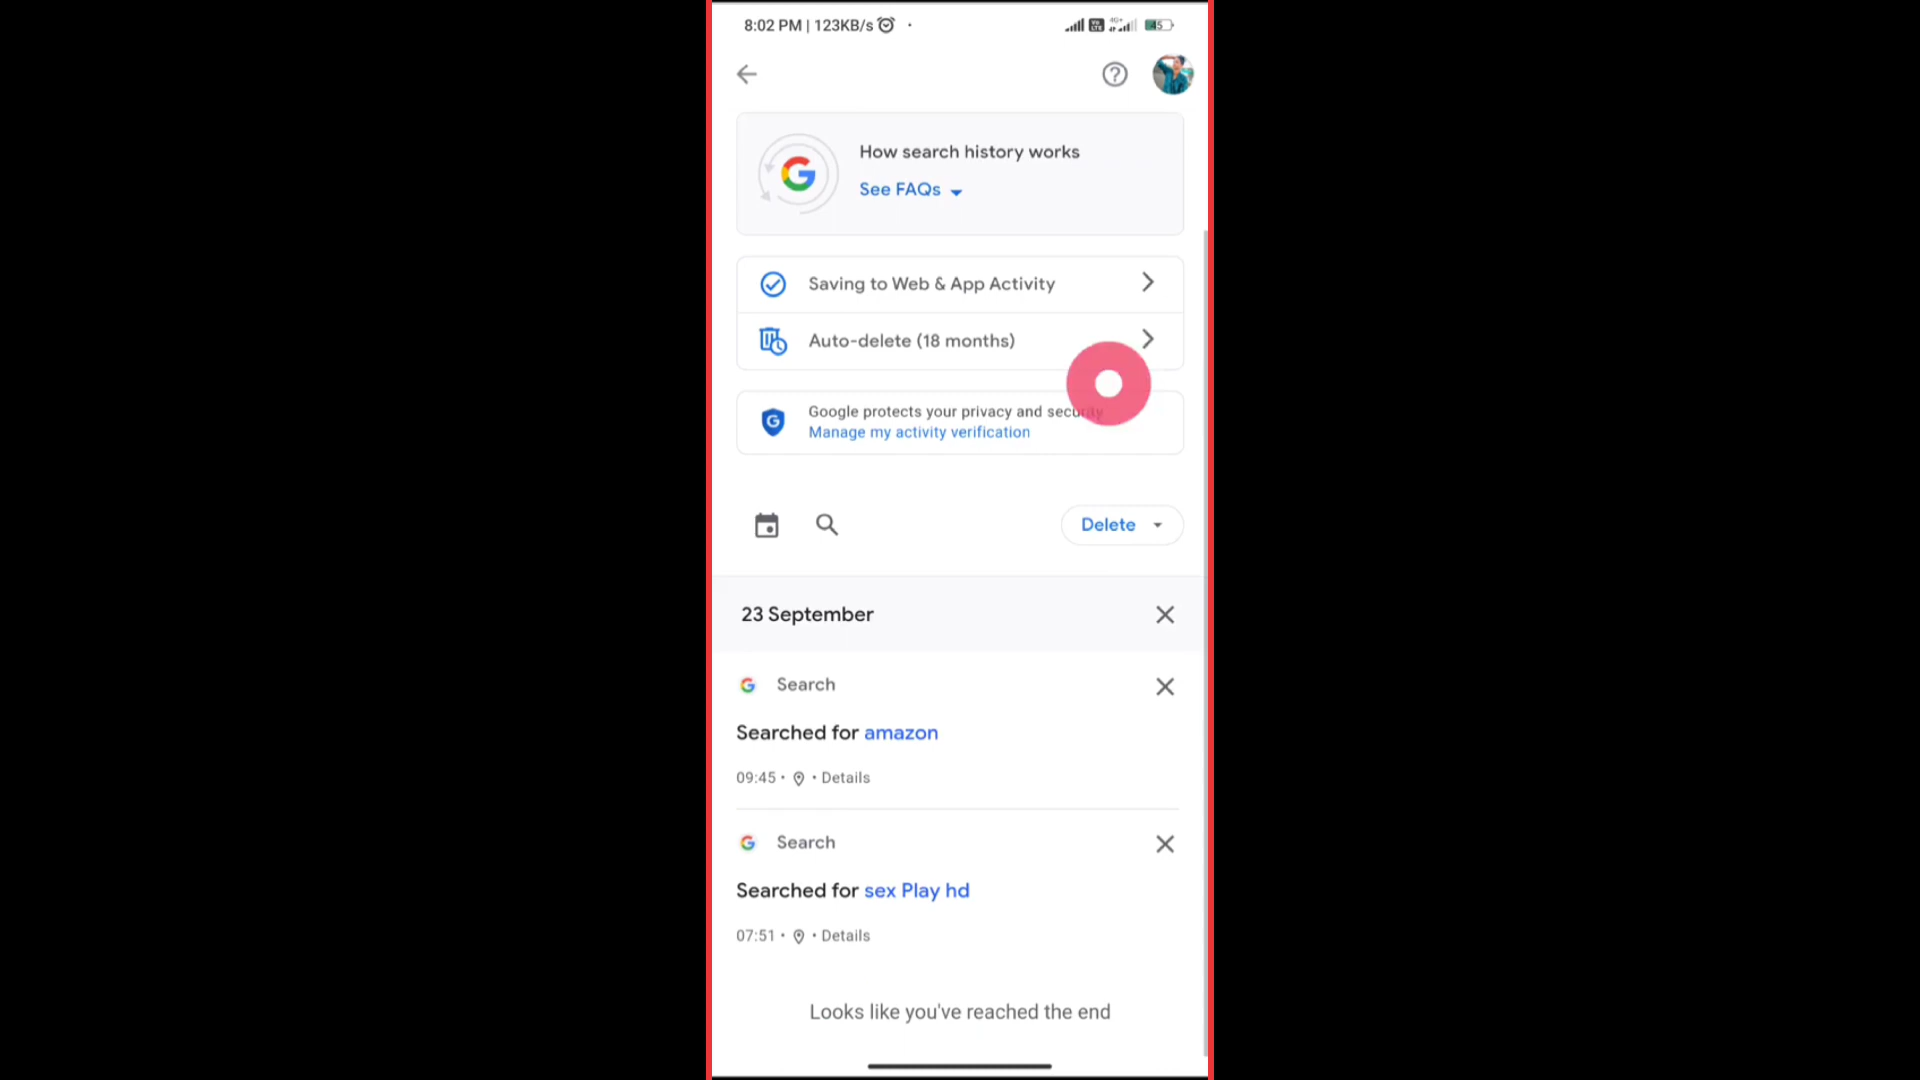 8:02 PM | 123KB/s
45
How search history works
See FAQs
Saving to Web & App Activity
Auto-delete (18 months)
Google protects your privacy and security
Manage my activity verification
Delete
23 September
Search
Searched for amazon
09:45 • • Details
Search
Searched for sex Play hd
07:51 • • Details
Looks like you've reached the end